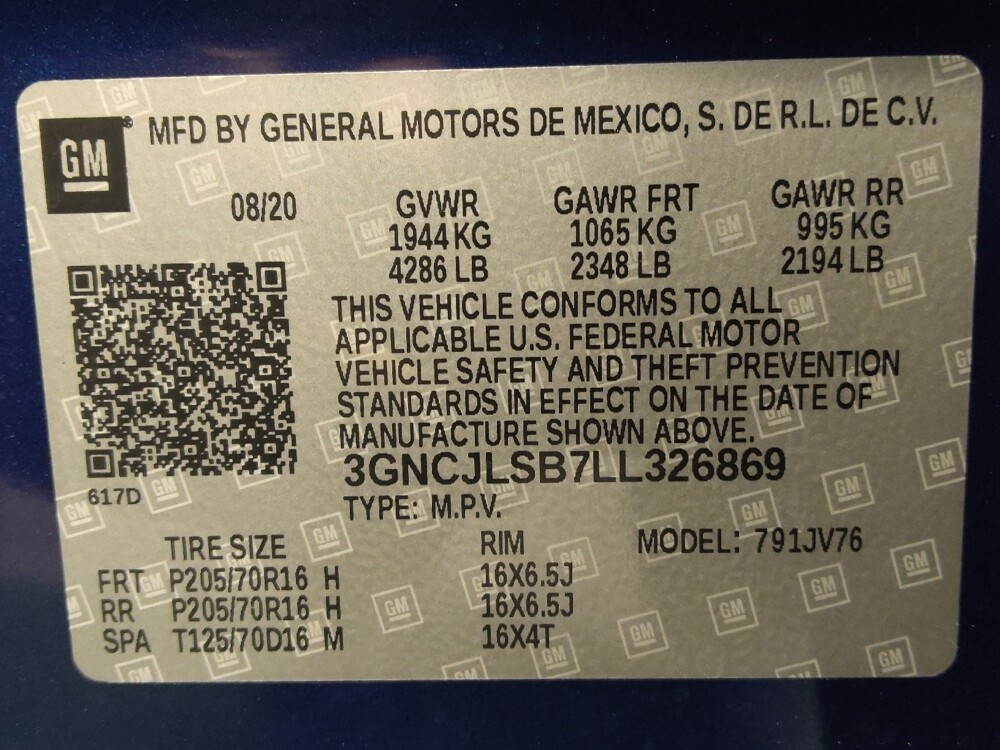 GM® MFD BY GENERAL MOTORS DE MEXICO, S. DE R.L. DE C.V.
08/20 GVWR GAWR FRT GAWR RR
1944 KG 1065 KG 995 KG
4286 LB 2348 LB 2194 LB
THIS VEHICLE CONFORMS TO ALL
APPLICABLE U.S. FEDERAL MOTOR
VEHICLE SAFETY AND THEFT PREVENTION
STANDARDS IN EFFECT ON THE DATE OF
MANUFACTURE SHOWN ABOVE.
3GNCJLSB7LL326869
617D
TYPE: M.P.V.
TIRE SIZE RIM MODEL: 791JV76
FRT P205/70R16 H 16X6.5J
RR P205/70R16 H 16X6.5J
SPA T125/70D16 M 16X4T